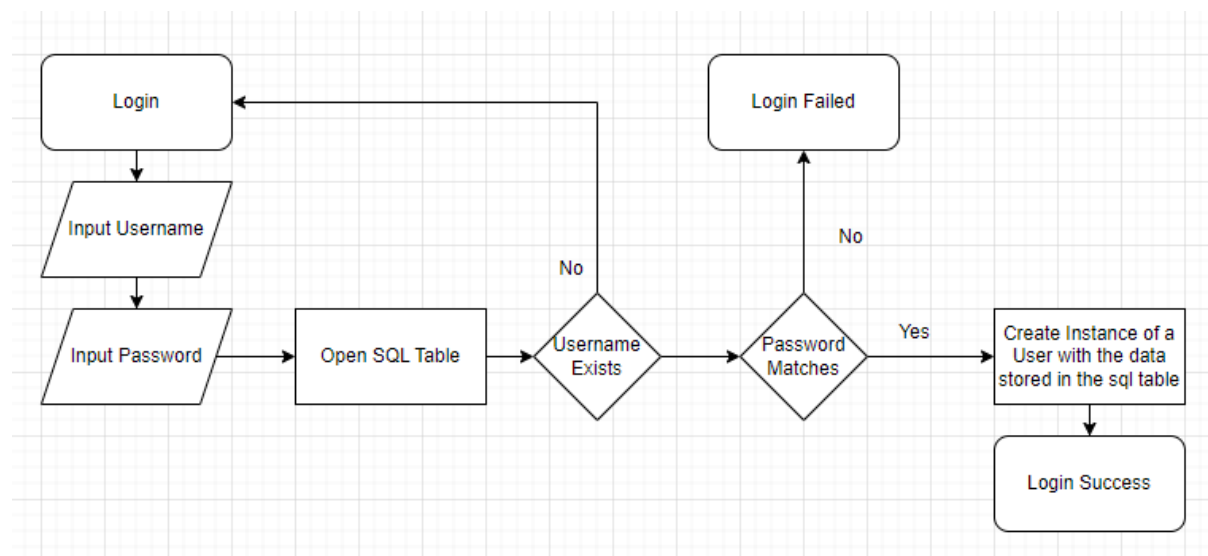 Login
Login Failed
Input Username
No
No
Input Password
Open SQL Table
Username
Exists
Password
Matches
Yes
Create Instance of a
User with the data
stored in the sql table
Login Success